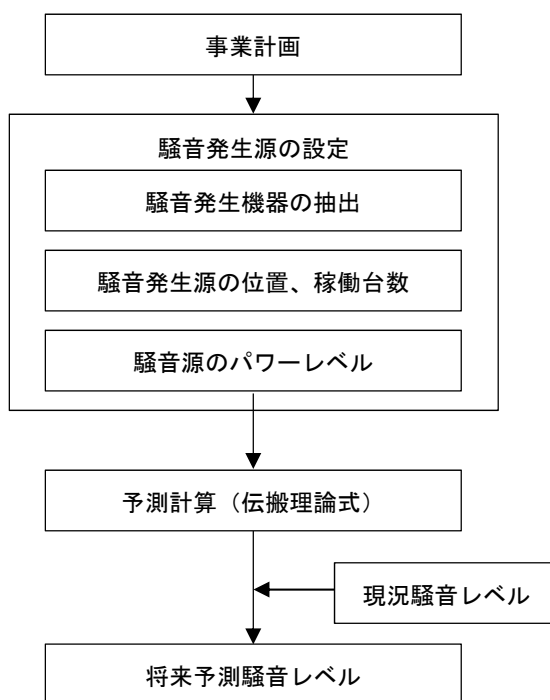 事業計画
騒音発生源の設定
騒音発生機器の抽出
騒音発生源の位置、稼働台数
騒音源のパワーレベル
予測計算（伝搬理論式）
現況騒音レベル
将来予測騒音レベル